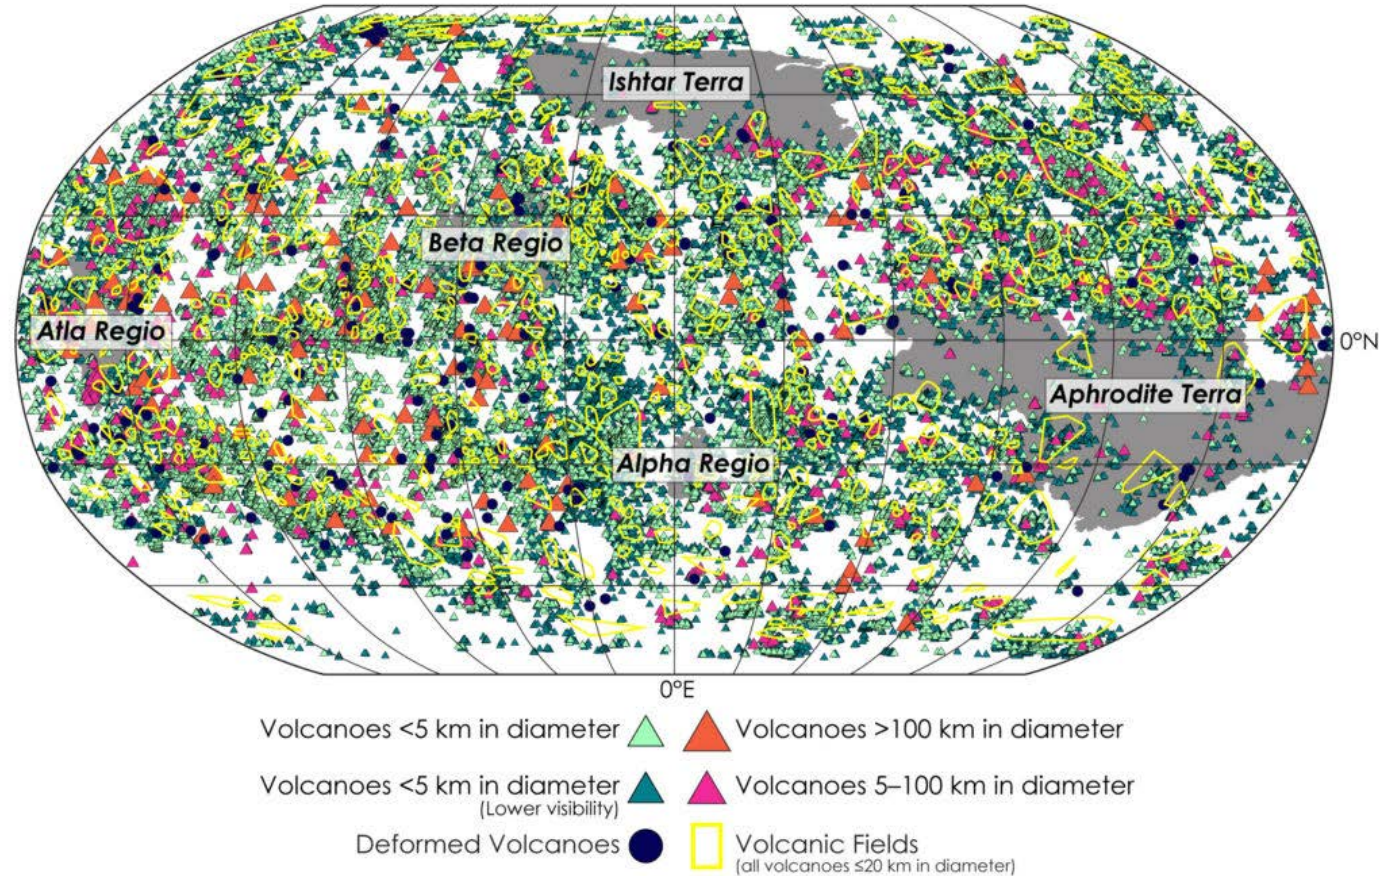 Ishtar Terra
Beta Regio
Atla Regio
0°N
Aphrodite Terra
Alpha Regio
0°E
Volcanoes <5 km in diameter
Volcanoes >100 km in diameter
Volcanoes <5 km in diameter
(Lower visibility)
Volcanoes 5–100 km in diameter
Deformed Volcanoes
Volcanic Fields
(all volcanoes ≤20 km in diameter)